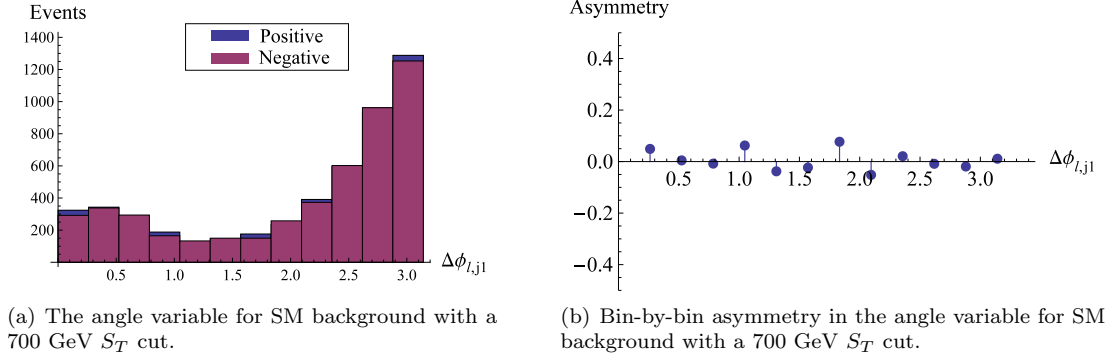 Events
1400
1200
1000
800
600
400
200
0.5 1.0 1.5 2.0 2.5 3.0
Δϕl,j1
Positive
Negative
(a) The angle variable for SM background with a
700 GeV ST cut.
Asymmetry
0.4
0.2
0.0
−0.2
−0.4
0.5 1.0 1.5 2.0 2.5 3.0
Δϕl,j1
(b) Bin-by-bin asymmetry in the angle variable for SM
background with a 700 GeV ST cut.